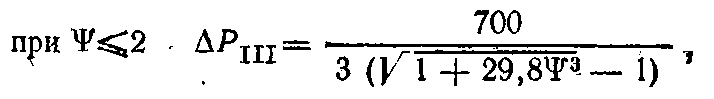 при Ψ⩽2 ΔP_III = 700 / 3 (√1 + 29,8Ψ³ — 1) ,